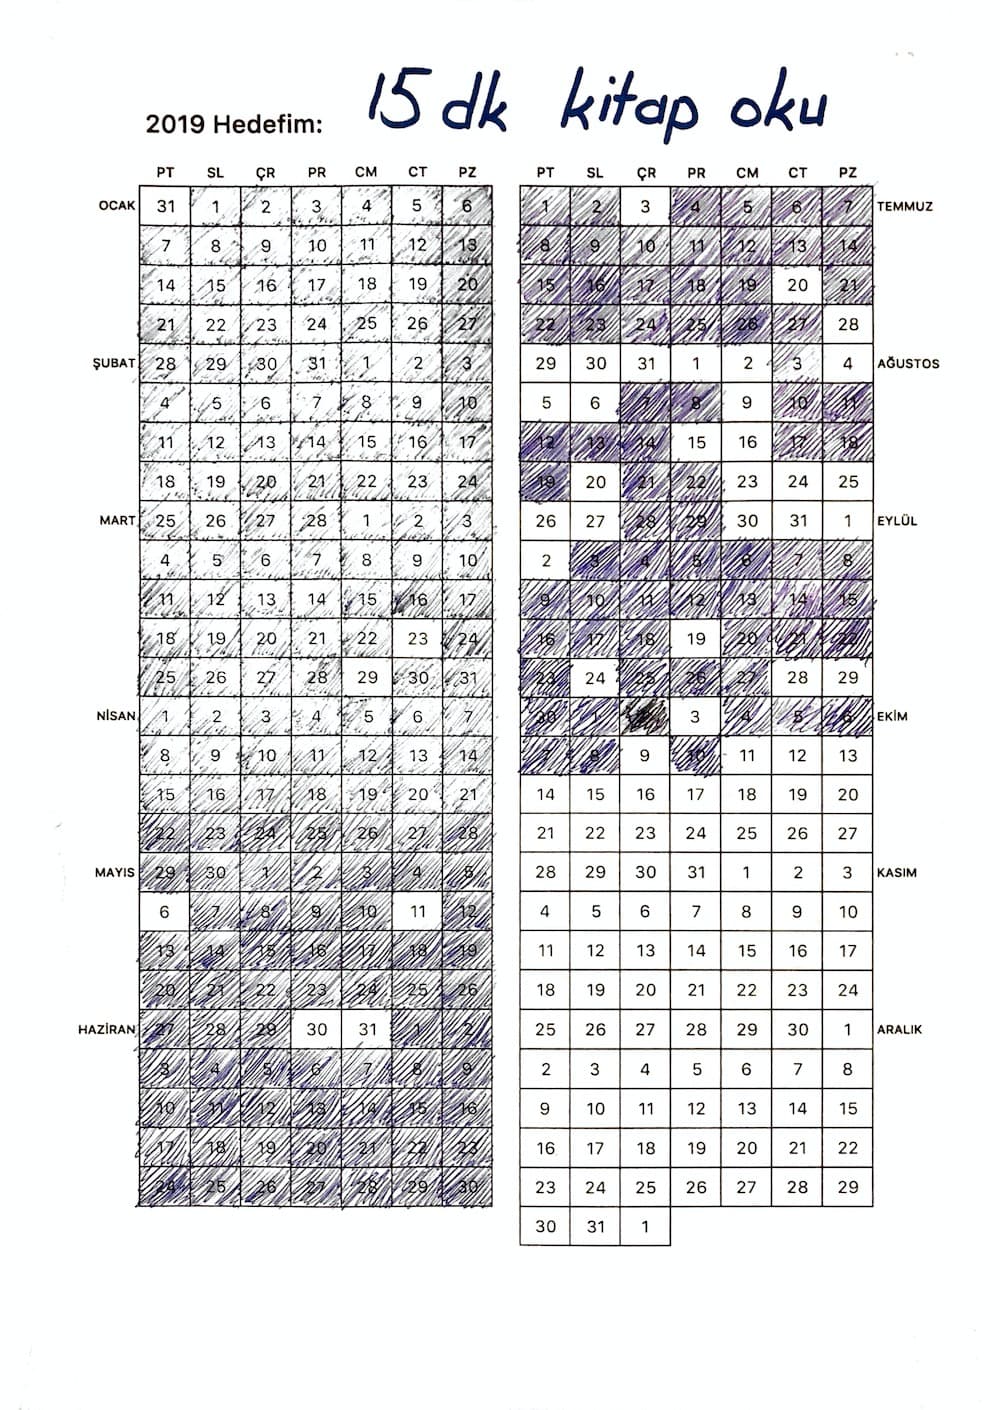 15 dk kitap oku
2019 Hedefim:
PT SL ÇR PR CM CT PZ
OCAK 31 1 2 3 4 5 6
7 8 9 10 11 12 13
14 15 16 17 18 19 20
21 22 23 24 25 26 27
ŞUBAT 28 29 30 31 1 2 3
4 5 6 7 8 9 10
11 12 13 14 15 16 17
18 19 20 21 22 23 24
MART 25 26 27 28 1 2 3
4 5 6 7 8 9 10
11 12 13 14 15 16 17
18 19 20 21 22 23 24
25 26 27 28 29 30 31
NİSAN 1 2 3 4 5 6 7
8 9 10 11 12 13 14
15 16 17 18 19 20 21
22 23 24 25 26 27 28
MAYIS 29 30 1 2 3 4 5
6 7 8 9 10 11 12
13 14 15 16 17 18 19
20 21 22 23 24 25 26
HAZİRAN 27 28 29 30 31 1 2
3 4 5 6 7 8 9
10 11 12 13 14 15 16
17 18 19 20 21 22 23
24 25 26 27 28 29 30
PT SL ÇR PR CM CT PZ
1 2 3 4 5 6 7 TEMMUZ
8 9 10 11 12 13 14
15 16 17 18 19 20 21
22 23 24 25 26 27 28
29 30 31 1 2 3 4 AĞUSTOS
5 6 7 8 9 10 11
12 13 14 15 16 17 18
19 20 21 22 23 24 25
26 27 28 29 30 31 1 EYLÜL
2 3 4 5 6 7 8
9 10 11 12 13 14 15
16 17 18 19 20 21 22
23 24 25 26 27 28 29
30 1 3 4 5 6 EKİM
7 8 9 10 11 12 13
14 15 16 17 18 19 20
21 22 23 24 25 26 27
28 29 30 31 1 2 3 KASIM
4 5 6 7 8 9 10
11 12 13 14 15 16 17
18 19 20 21 22 23 24
25 26 27 28 29 30 1 ARALIK
2 3 4 5 6 7 8
9 10 11 12 13 14 15
16 17 18 19 20 21 22
23 24 25 26 27 28 29
30 31 1